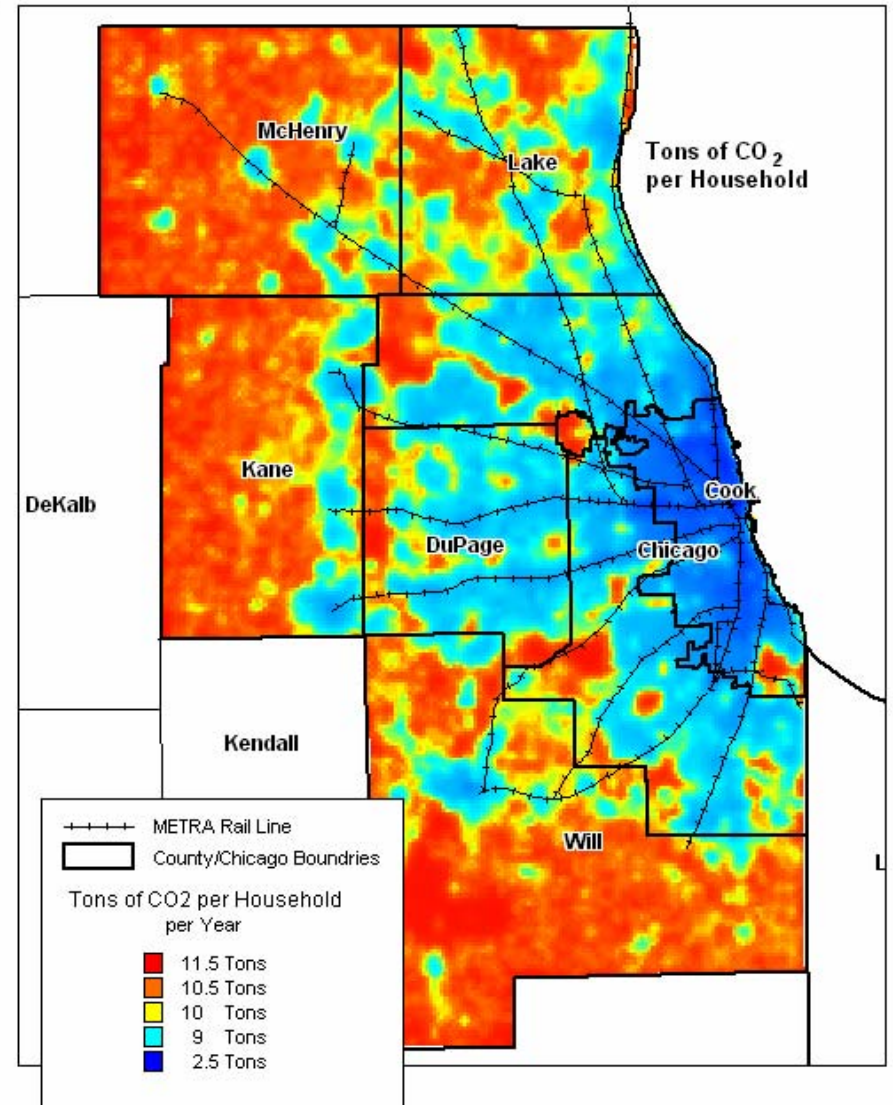 McHenry
Lake
Tons of CO 2
per Household
Kane
DeKalb
Cook
DuPage
Chicago
Kendall
Will
L
METRA Rail Line
County/Chicago Boundries
Tons of CO2 per Household
per Year
11.5 Tons
10.5 Tons
10 Tons
9 Tons
2.5 Tons